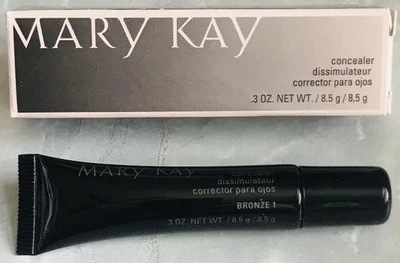 MARY KAY
concealer
dissimulateur
corrector para ojos
.3 OZ. NET WT. / 8.5 g / 8,5 g
MARY KAY
concealer
dissimulateur
corrector para ojos
BRONZE 1
.3 OZ. NET WT. / 8.5 g / 8,5 g